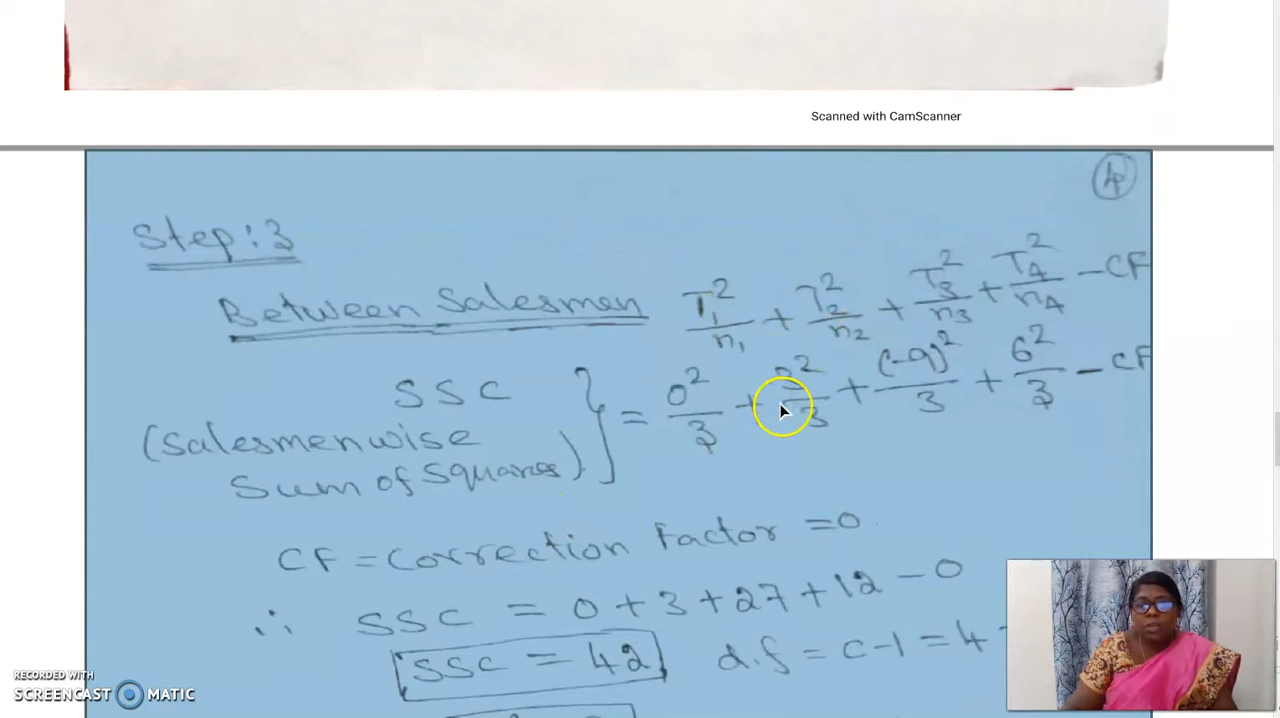 Scanned with CamScanner
4
Step:3
Between Salesmen T₁²/n₁ + T₂²/n₂ + T₃²/n₃ + T₄²/n₄ - CF
SSC
(Salesmenwise
Sum of Squares) } = 0²/3 + 3²/3 + (-9)²/3 + 6²/3 - CF
CF = Correction Factor = 0
∴ SSC = 0 + 3 + 27 + 12 - 0
SSC = 42 d.f = c-1 = 4
RECORDED WITH
SCREENCAST MATIC